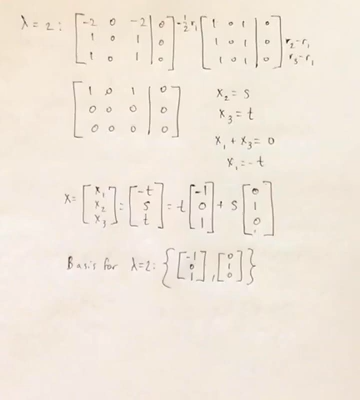 λ = 2 : [ -2 0 -2 | 0 ] -½r₁ [ 1 0 1 | 0 ]
[ 1 0 1 | 0 ] [ 1 0 1 | 0 ] r₂-r₁
[ 1 0 1 | 0 ] [ 1 0 1 | 0 ] r₃-r₁
[ 1 0 1 | 0 ] x₂ = s
[ 0 0 0 | 0 ] x₃ = t
[ 0 0 0 | 0 ] x₁ + x₃ = 0
x₁ = -t
x = [ x₁ x₂ x₃ ] = [ -t s t ] = t [ -1 0 1 ] + s [ 0 1 0 ]
Basis for λ=2: { [ -1 0 1 ] , [ 0 1 0 ] }